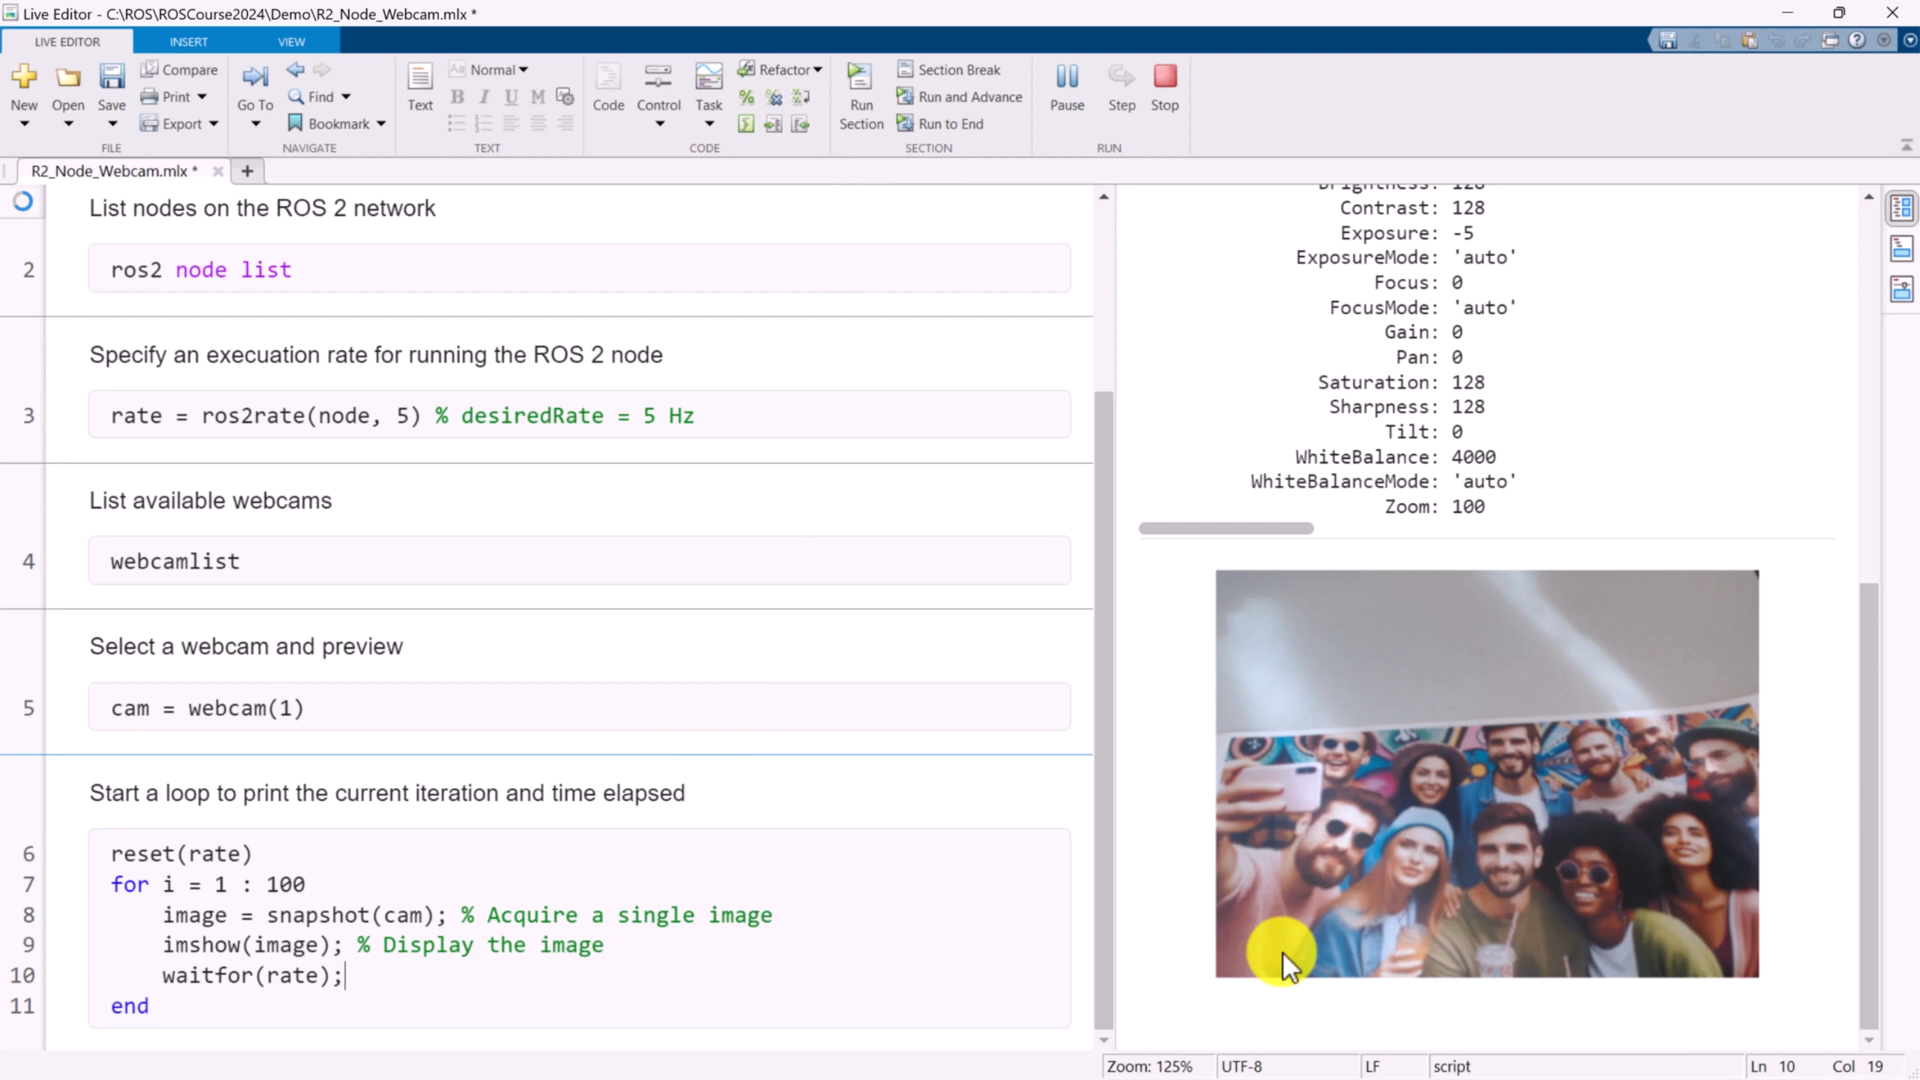 Live Editor - C:\ROS\ROSCourse2024\Demo\R2_Node_Webcam.mlx *
LIVE EDITOR INSERT VIEW
New Open Save Compare Print Export
FILE
Go To Find Bookmark
NAVIGATE
Text Normal
B I U M
TEXT
Code Control Task Refactor
CODE
Run Section Section Break
Run and Advance
Run to End
SECTION
Pause Step Stop
RUN
R2_Node_Webcam.mlx *
List nodes on the ROS 2 network
2 ros2 node list
Specify an execuation rate for running the ROS 2 node
3 rate = ros2rate(node, 5) % desiredRate = 5 Hz
List available webcams
4 webcamlist
Select a webcam and preview
5 cam = webcam(1)
Start a loop to print the current iteration and time elapsed
6 reset(rate)
7 for i = 1 : 100
8 image = snapshot(cam); % Acquire a single image
9 imshow(image); % Display the image
10 waitfor(rate);
11 end
Brightness: 128
Contrast: 128
Exposure: -5
ExposureMode: 'auto'
Focus: 0
FocusMode: 'auto'
Gain: 0
Pan: 0
Saturation: 128
Sharpness: 128
Tilt: 0
WhiteBalance: 4000
WhiteBalanceMode: 'auto'
Zoom: 100
Zoom: 125% UTF-8 LF script Ln 10 Col 19